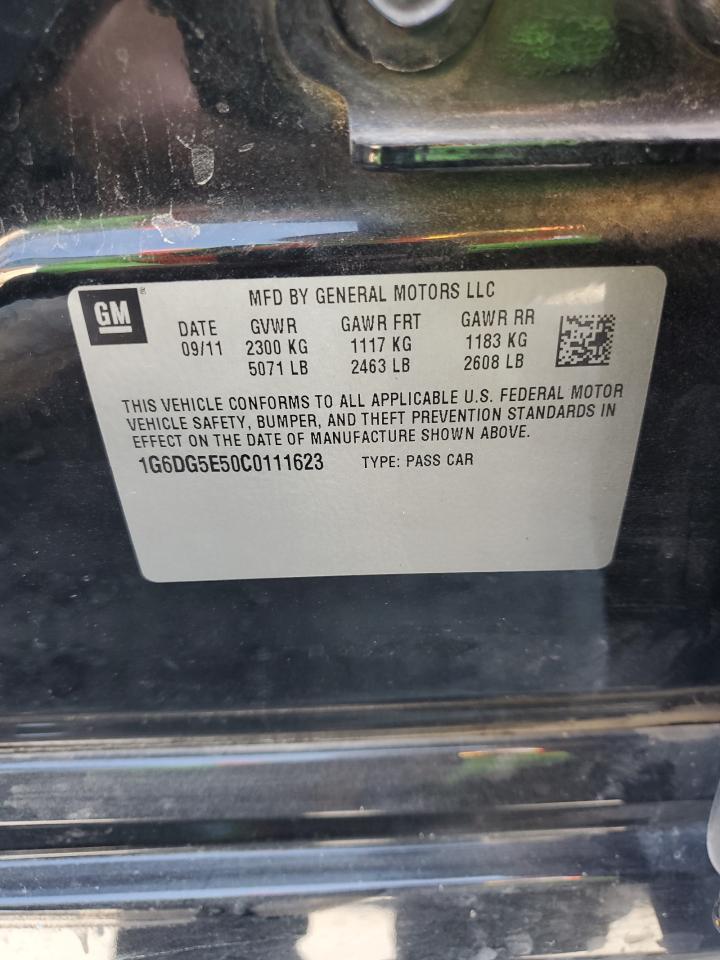 GM
MFD BY GENERAL MOTORS LLC
DATE GVWR GAWR FRT GAWR RR
09/11 2300 KG 1117 KG 1183 KG
5071 LB 2463 LB 2608 LB
THIS VEHICLE CONFORMS TO ALL APPLICABLE U.S. FEDERAL MOTOR
VEHICLE SAFETY, BUMPER, AND THEFT PREVENTION STANDARDS IN
EFFECT ON THE DATE OF MANUFACTURE SHOWN ABOVE.
1G6DG5E50C0111623 TYPE: PASS CAR